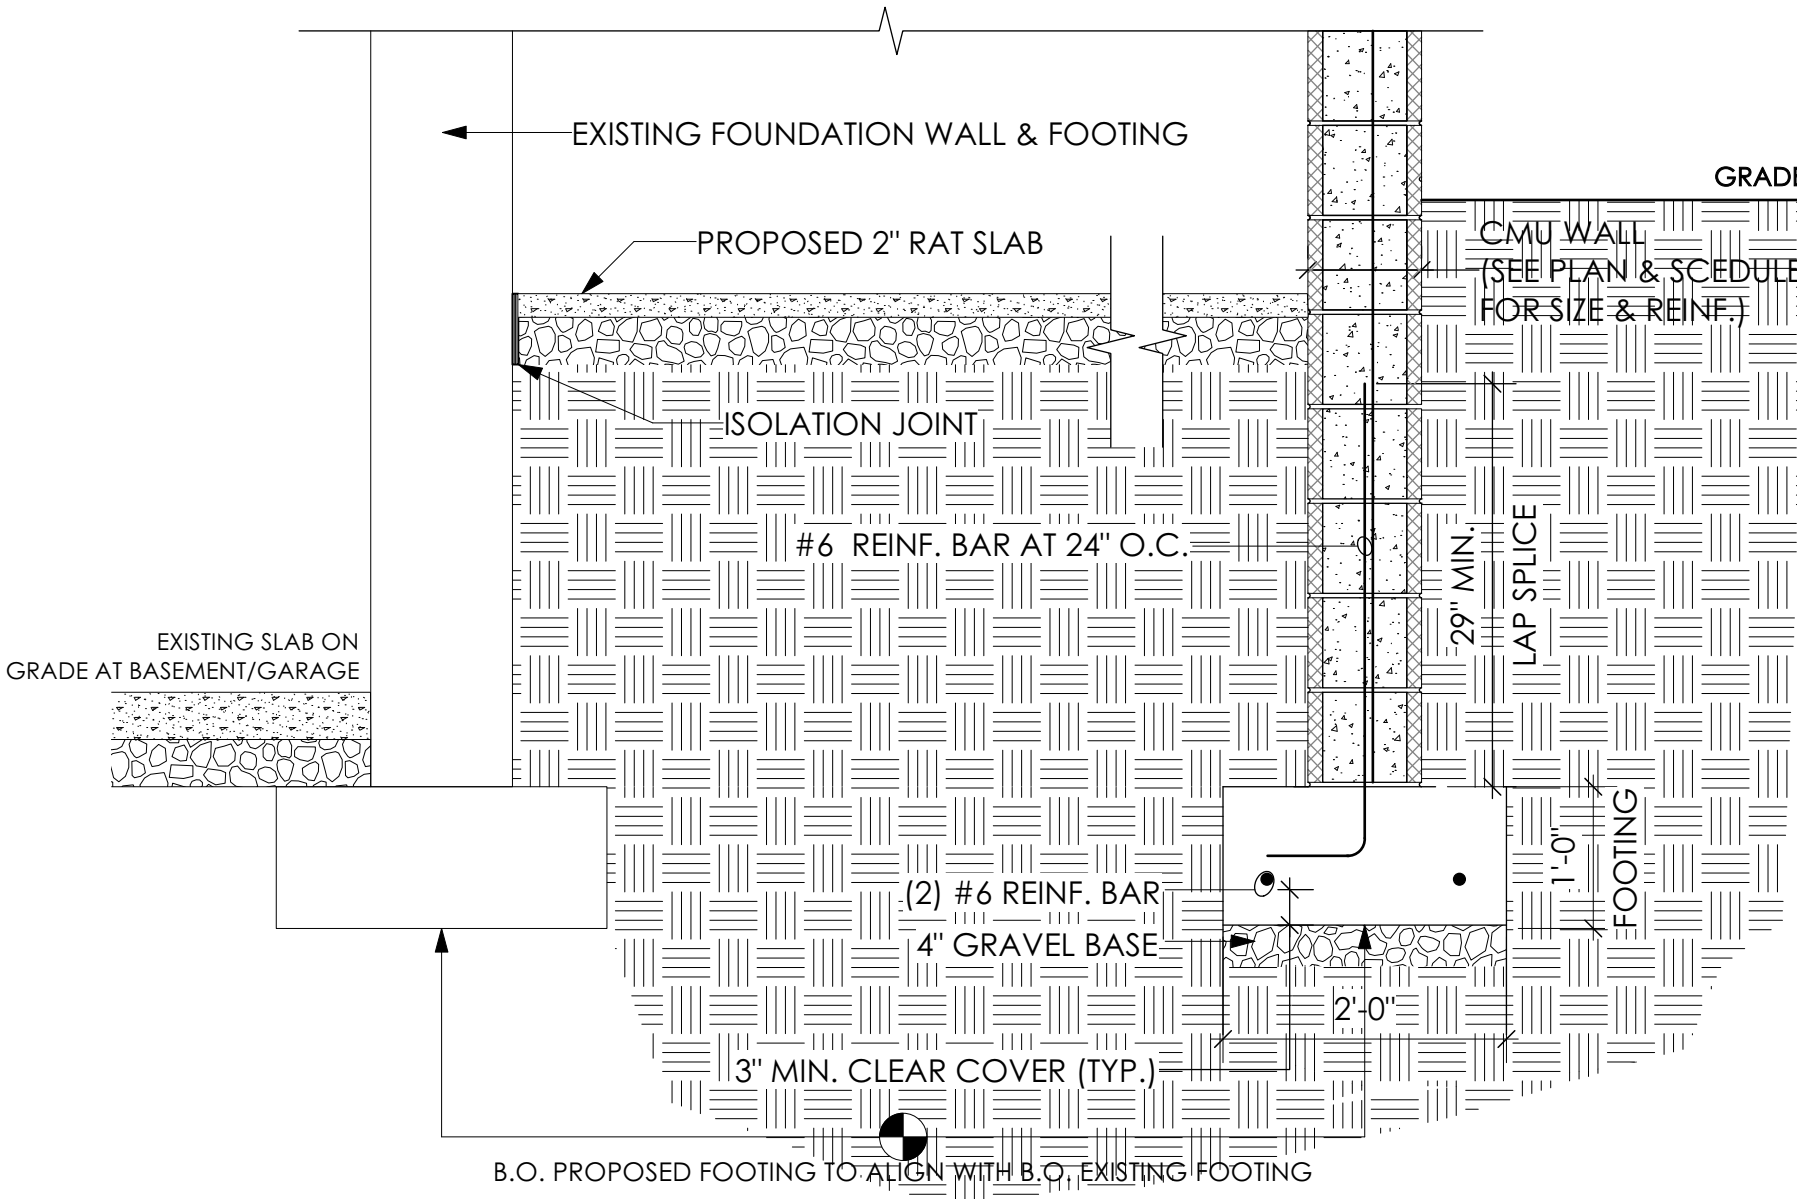 EXISTING FOUNDATION WALL & FOOTING
GRADE
PROPOSED 2" RAT SLAB
CMU WALL
(SEE PLAN & SCEDULE
FOR SIZE & REINF.)
ISOLATION JOINT
#6 REINF. BAR AT 24" O.C.
29" MIN.
LAP SPLICE
EXISTING SLAB ON
GRADE AT BASEMENT/GARAGE
1'-0"
FOOTING
(2) #6 REINF. BAR
4" GRAVEL BASE
2'-0"
3" MIN. CLEAR COVER (TYP.)
B.O. PROPOSED FOOTING TO ALIGN WITH B.O. EXISTING FOOTING